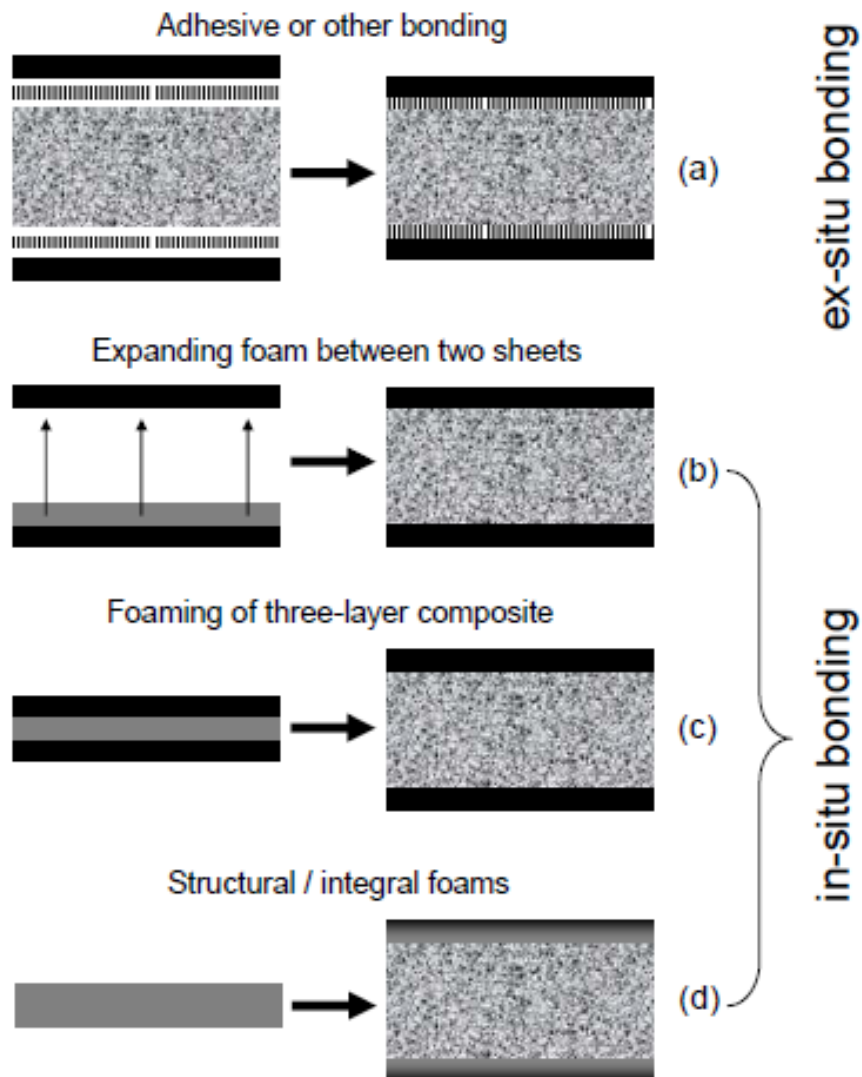 Adhesive or other bonding
(a)
ex-situ bonding
Expanding foam between two sheets
(b)
Foaming of three-layer composite
(c)
in-situ bonding
Structural / integral foams
(d)